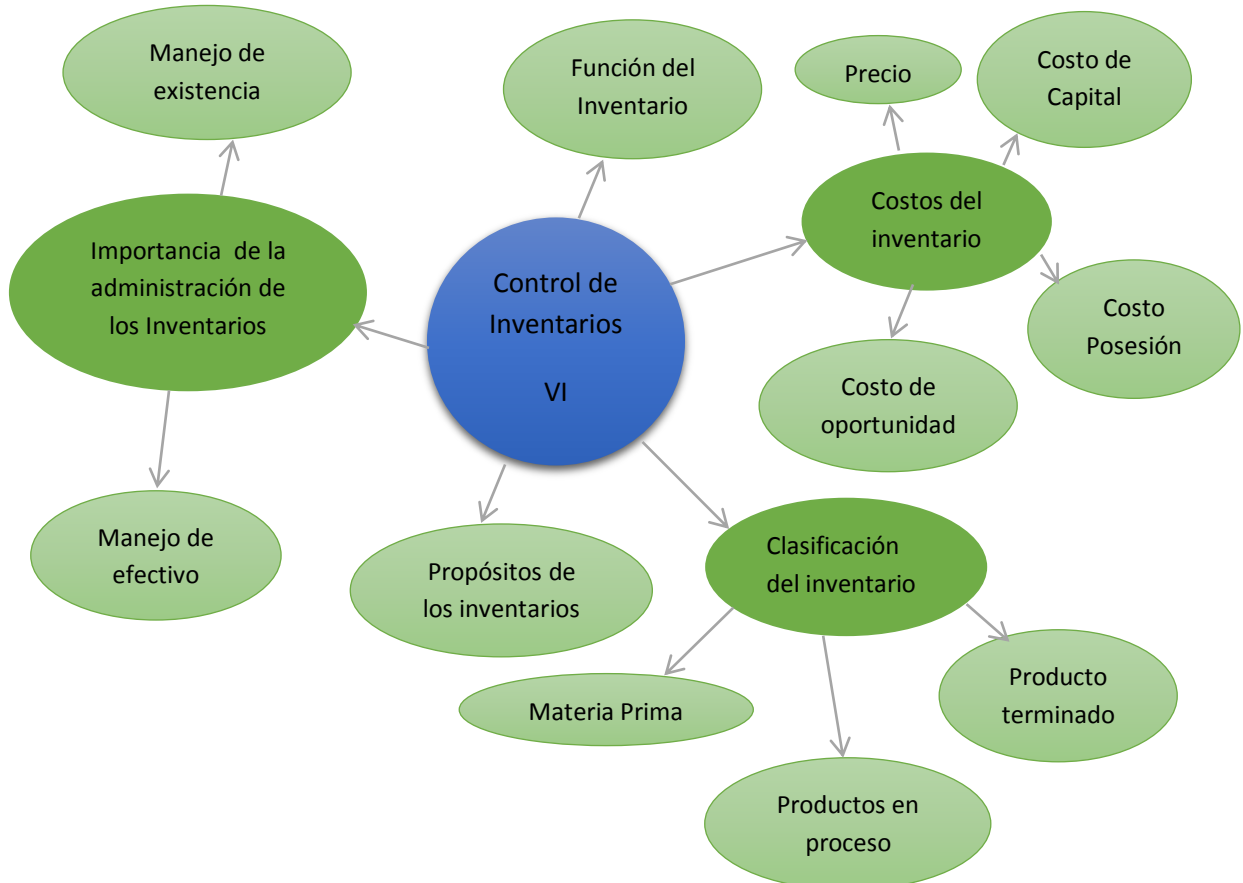 Manejo de
existencia
Función del
Inventario
Precio
Costo de
Capital
Costos del
inventario
Importancia de la
administración de
los Inventarios
Control de
Inventarios
VI
Costo
Posesión
Costo de
oportunidad
Manejo de
efectivo
Propósitos de
los inventarios
Clasificación
del inventario
Materia Prima
Producto
terminado
Productos en
proceso